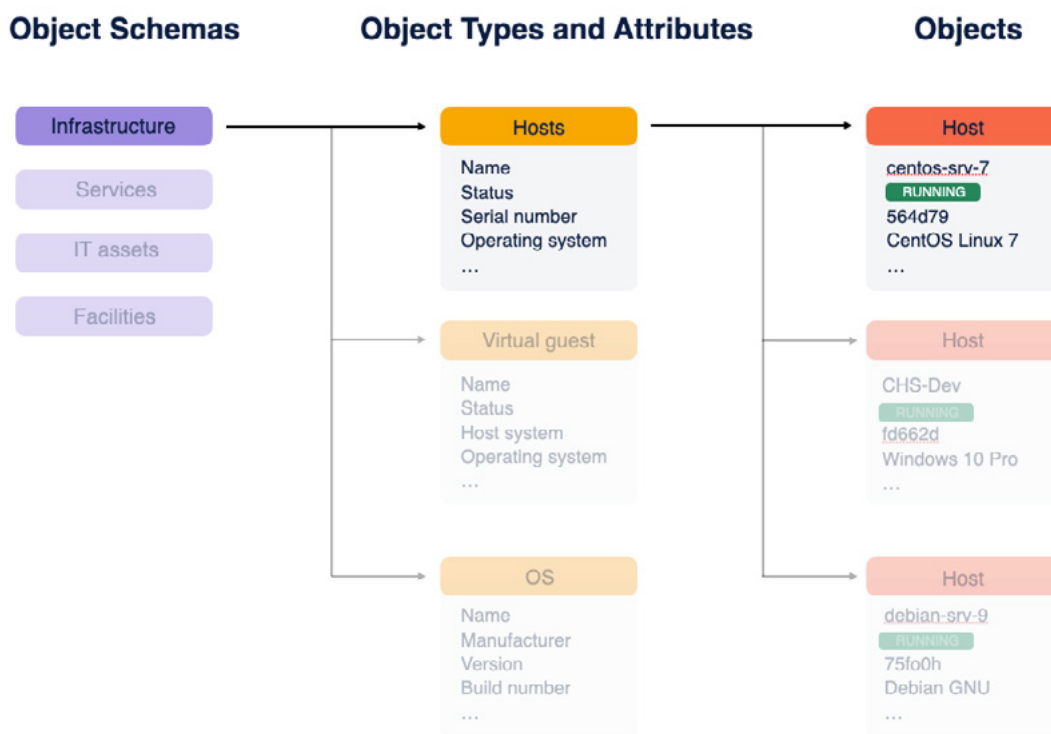 Object Schemas
Object Types and Attributes
Objects
Infrastructure
Services
IT assets
Facilities
Hosts
Name
Status
Serial number
Operating system
...
Virtual guest
Name
Status
Host system
Operating system
...
OS
Name
Manufacturer
Version
Build number
...
Host
centos-srv-7
RUNNING
564d79
CentOS Linux 7
...
Host
CHS-Dev
RUNNING
fd662d
Windows 10 Pro
...
Host
debian-srv-9
RUNNING
75fo0h
Debian GNU
...